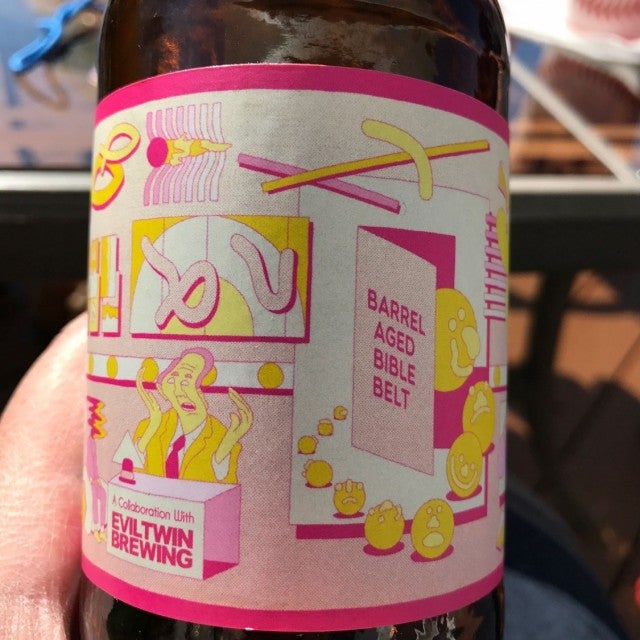 BARREL
AGED
BIBLE
BELT
A Collaboration With
EVILTWIN
BREWING